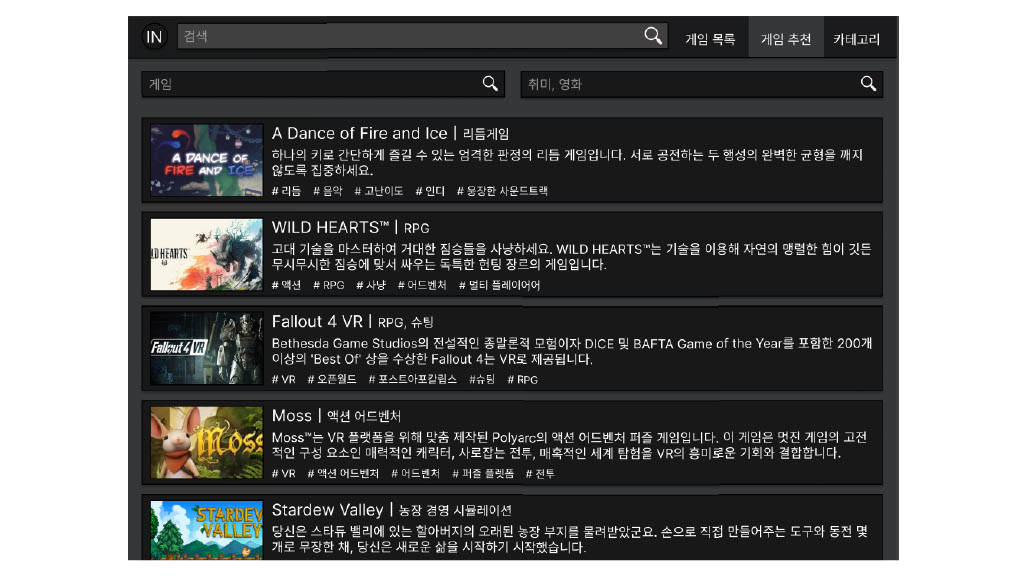 IN 검색 게임 목록 게임 추천 카테고리
게임 취미, 영화
A DANCE OF
FIRE AND ICE
A Dance of Fire and Ice | 리듬게임
하나의 키로 간단하게 즐길 수 있는 엄격한 판정의 리듬 게임입니다. 서로 공전하는 두 행성의 완벽한 균형을 깨지
않도록 집중하세요.
# 리듬 # 음악 # 고난이도 # 인디 # 웅장한 사운드트랙
LD HEARTS
WILD HEARTS™ | RPG
고대 기술을 마스터하여 거대한 짐승들을 사냥하세요. WILD HEARTS™는 기술을 이용해 자연의 맹렬한 힘이 깃든
무시무시한 짐승에 맞서 싸우는 독특한 헌팅 장르의 게임입니다.
# 액션 # RPG # 사냥 # 어드벤처 # 멀티 플레이어어
Fallout 4 VR
Fallout 4 VR | RPG, 슈팅
Bethesda Game Studios의 전설적인 종말론적 모험이자 DICE 및 BAFTA Game of the Year를 포함한 200개
이상의 'Best Of' 상을 수상한 Fallout 4는 VR로 제공됩니다.
# VR # 오픈월드 # 포스트아포칼립스 #슈팅 # RPG
Moss
Moss | 액션 어드벤처
Moss™는 VR 플랫폼을 위해 맞춤 제작된 Polyarc의 액션 어드벤처 퍼즐 게임입니다. 이 게임은 멋진 게임의 고전
적인 구성 요소인 매력적인 캐릭터, 사로잡는 전투, 매혹적인 세계 탐험을 VR의 흥미로운 기회와 결합합니다.
# VR # 액션 어드벤처 # 어드벤처 # 퍼즐 플렛폼 # 전투
STARDEW
VALLEY
Stardew Valley | 농장 경영 시뮬레이션
당신은 스타듀 밸리에 있는 할아버지의 오래된 농장 부지를 물려받았군요. 손으로 직접 만들어주는 도구와 동전 몇
개로 무장한 채, 당신은 새로운 삶을 시작하기 시작했습니다.